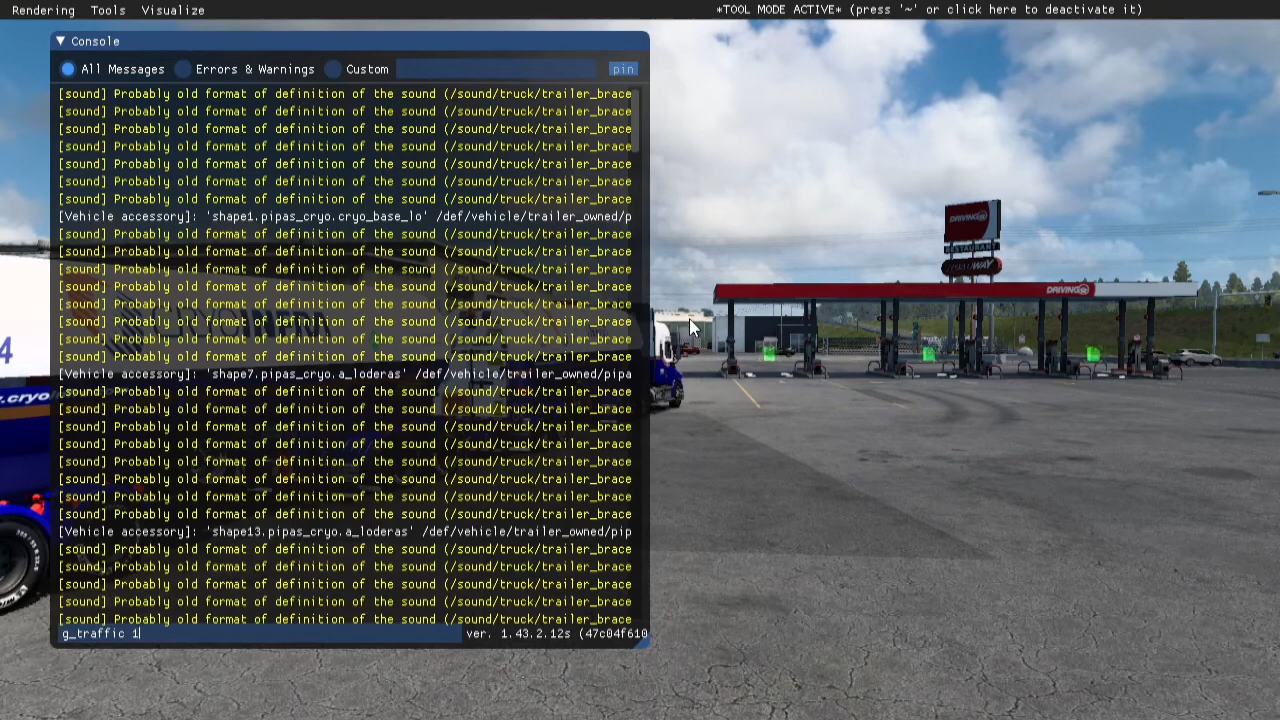 Rendering Tools Visualize *TOOL MODE ACTIVE* (press '~' or click here to deactivate it)
Console
All Messages Errors & Warnings Custom pin
[sound] Probably old format of definition of the sound (/sound/truck/trailer_brace
[sound] Probably old format of definition of the sound (/sound/truck/trailer_brace
[sound] Probably old format of definition of the sound (/sound/truck/trailer_brace
[sound] Probably old format of definition of the sound (/sound/truck/trailer_brace
[sound] Probably old format of definition of the sound (/sound/truck/trailer_brace
[sound] Probably old format of definition of the sound (/sound/truck/trailer_brace
[sound] Probably old format of definition of the sound (/sound/truck/trailer_brace
[Vehicle accessory]: 'shape1.pipas_cryo.cryo_base_lo' /def/vehicle/trailer_owned/p
[sound] Probably old format of definition of the sound (/sound/truck/trailer_brace
[sound] Probably old format of definition of the sound (/sound/truck/trailer_brace
[sound] Probably old format of definition of the sound (/sound/truck/trailer_brace
[sound] Probably old format of definition of the sound (/sound/truck/trailer_brace
[sound] Probably old format of definition of the sound (/sound/truck/trailer_brace
[sound] Probably old format of definition of the sound (/sound/truck/trailer_brace
[sound] Probably old format of definition of the sound (/sound/truck/trailer_brace
[sound] Probably old format of definition of the sound (/sound/truck/trailer_brace
[Vehicle accessory]: 'shape7.pipas_cryo.a_loderas' /def/vehicle/trailer_owned/pipa
[sound] Probably old format of definition of the sound (/sound/truck/trailer_brace
[sound] Probably old format of definition of the sound (/sound/truck/trailer_brace
[sound] Probably old format of definition of the sound (/sound/truck/trailer_brace
[sound] Probably old format of definition of the sound (/sound/truck/trailer_brace
[sound] Probably old format of definition of the sound (/sound/truck/trailer_brace
[sound] Probably old format of definition of the sound (/sound/truck/trailer_brace
[sound] Probably old format of definition of the sound (/sound/truck/trailer_brace
[sound] Probably old format of definition of the sound (/sound/truck/trailer_brace
[Vehicle accessory]: 'shape13.pipas_cryo.a_loderas' /def/vehicle/trailer_owned/pip
[sound] Probably old format of definition of the sound (/sound/truck/trailer_brace
[sound] Probably old format of definition of the sound (/sound/truck/trailer_brace
[sound] Probably old format of definition of the sound (/sound/truck/trailer_brace
[sound] Probably old format of definition of the sound (/sound/truck/trailer_brace
[sound] Probably old format of definition of the sound (/sound/truck/trailer_brace
g_traffic 1 ver. 1.43.2.12s (47c04f610
4
.cryo
DRIVING
RESTAURANT
DRIVING